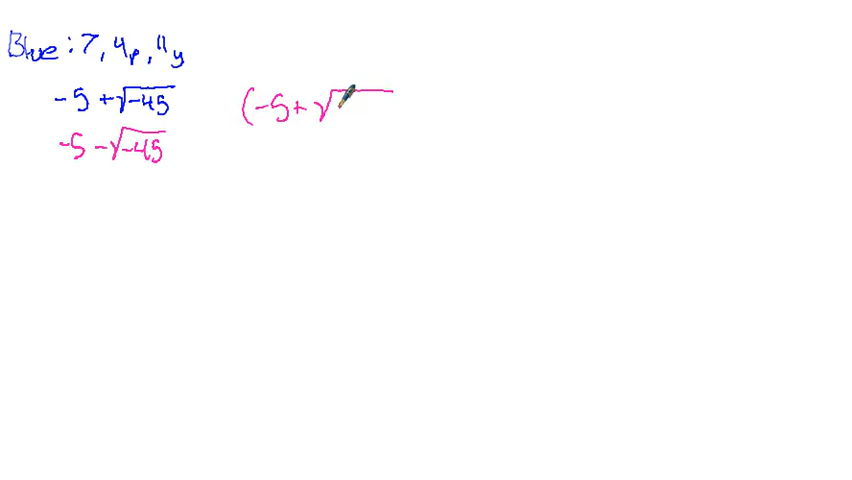 Blue: 7, 4p, 11y
-5 + √-45
(-5 + √
-5 - √-45